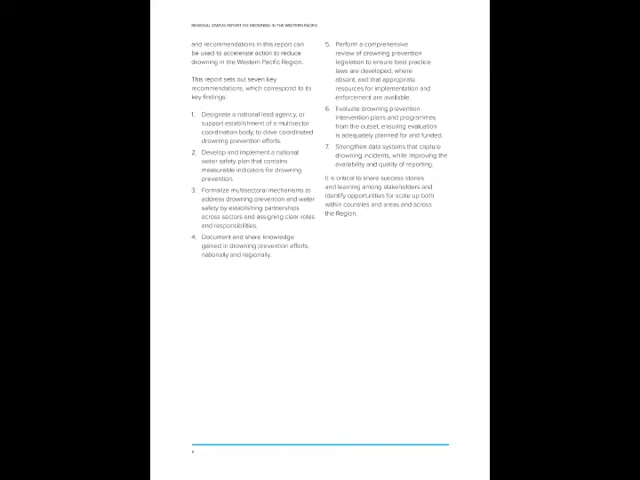 REGIONAL STATUS REPORT ON DROWNING IN THE WESTERN PACIFIC
and recommendations in this report can
be used to accelerate action to reduce
drowning in the Western Pacific Region.
This report sets out seven key
recommendations, which correspond to its
key findings:
1. Designate a national lead agency, or
support establishment of a multisector
coordination body, to drive coordinated
drowning prevention efforts.
2. Develop and implement a national
water safety plan that contains
measurable indicators for drowning
prevention.
3. Formalize multisectoral mechanisms to
address drowning prevention and water
safety by establishing partnerships
across sectors and assigning clear roles
and responsibilities.
4. Document and share knowledge
gained in drowning prevention efforts,
nationally and regionally.
5. Perform a comprehensive
review of drowning prevention
legislation to ensure best practice
laws are developed, where
absent, and that appropriate
resources for implementation and
enforcement are available.
6. Evaluate drowning prevention
intervention plans and programmes
from the outset, ensuring evaluation
is adequately planned for and funded.
7. Strengthen data systems that capture
drowning incidents, while improving the
availability and quality of reporting.
It is critical to share success stories
and learning among stakeholders and
identify opportunities for scale up both
within countries and areas and across
the Region.